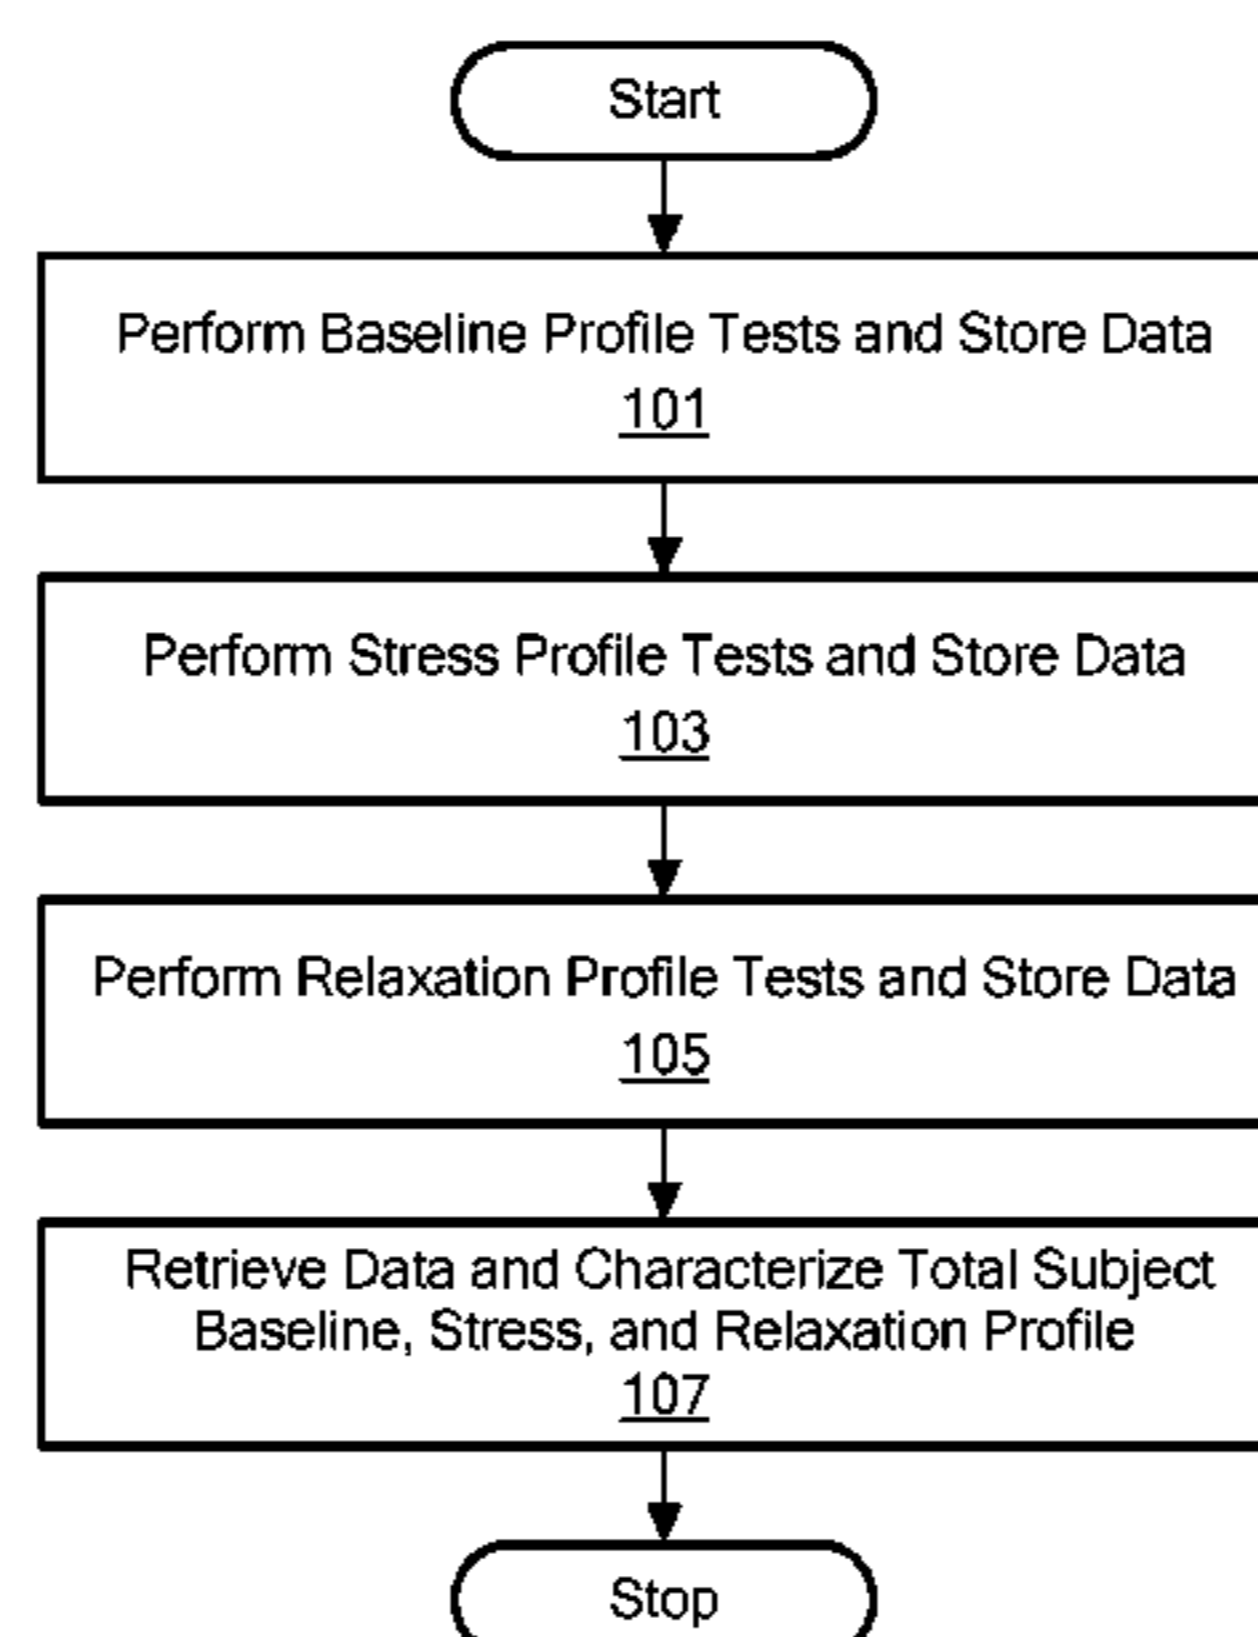 Start
Perform Baseline Profile Tests and Store Data
101
Perform Stress Profile Tests and Store Data
103
Perform Relaxation Profile Tests and Store Data
105
Retrieve Data and Characterize Total Subject
Baseline, Stress, and Relaxation Profile
107
Stop